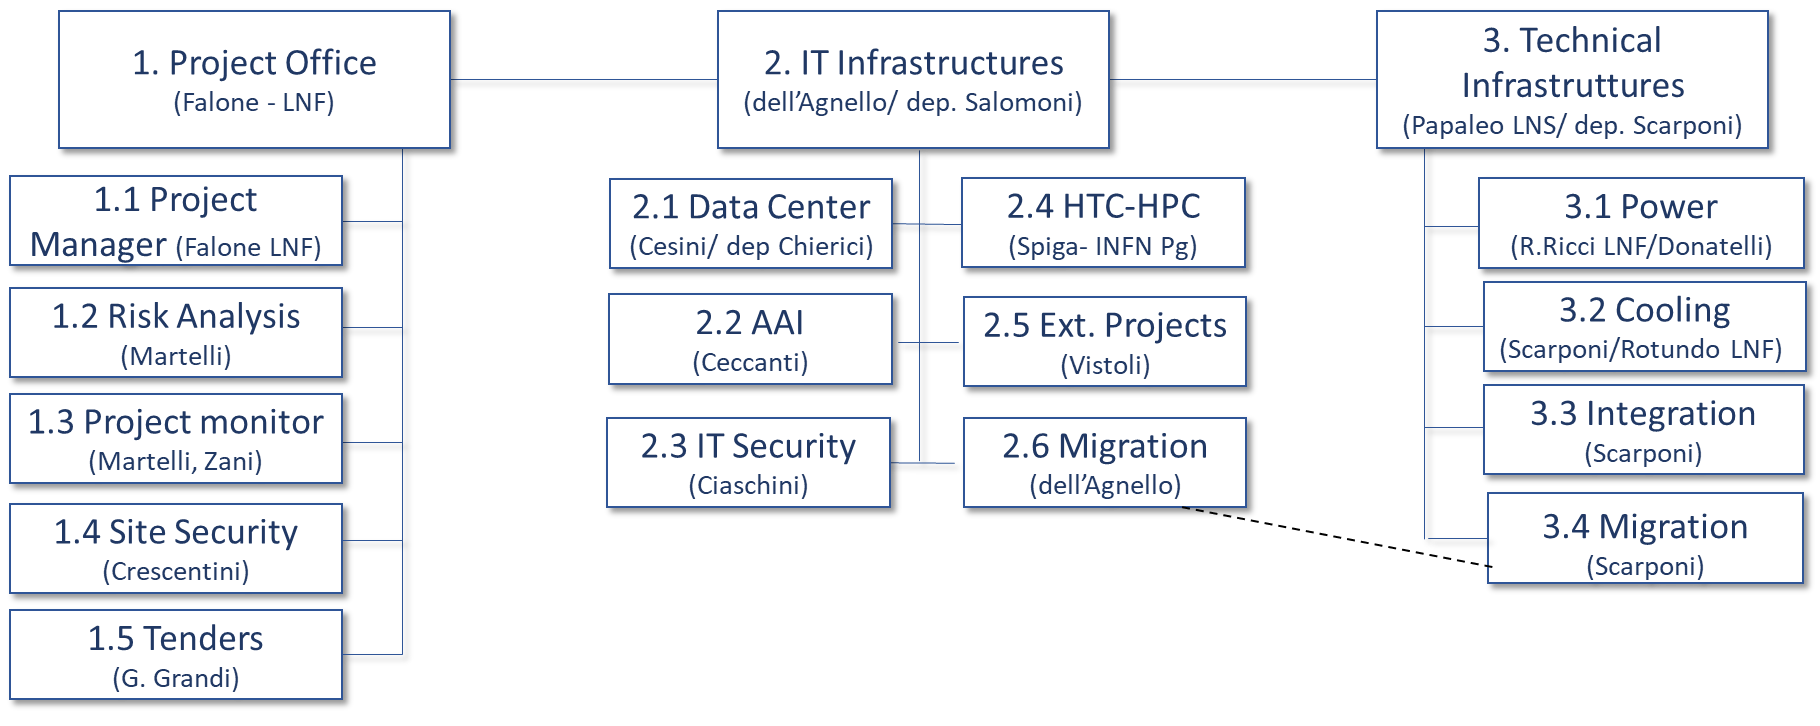 1. Project Office
(Falone - LNF)
1.1 Project
Manager (Falone LNF)
1.2 Risk Analysis
(Martelli)
1.3 Project monitor
(Martelli, Zani)
1.4 Site Security
(Crescentini)
1.5 Tenders
(G. Grandi)
2. IT Infrastructures
(dell’Agnello/ dep. Salomoni)
2.1 Data Center
(Cesini/ dep Chierici)
2.2 AAI
(Ceccanti)
2.3 IT Security
(Ciaschini)
2.4 HTC-HPC
(Spiga- INFN Pg)
2.5 Ext. Projects
(Vistoli)
2.6 Migration
(dell’Agnello)
3. Technical
Infrastruttures
(Papaleo LNS/ dep. Scarponi)
3.1 Power
(R.Ricci LNF/Donatelli)
3.2 Cooling
(Scarponi/Rotundo LNF)
3.3 Integration
(Scarponi)
3.4 Migration
(Scarponi)